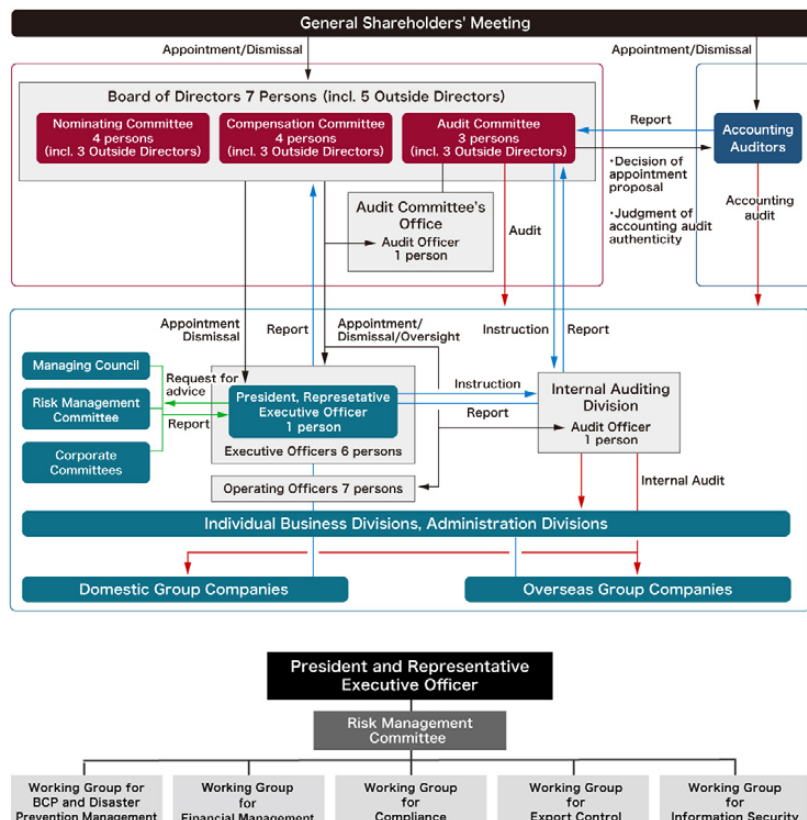 General Shareholders' Meeting
Appointment/Dismissal
Appointment/Dismissal
Board of Directors 7 Persons (incl. 5 Outside Directors)
Nominating Committee
4 persons
(incl. 3 Outside Directors)
Compensation Committee
4 persons
(incl. 3 Outside Directors)
Audit Committee
3 persons
(incl. 3 Outside Directors)
Report
Accounting
Auditors
・Decision of
appointment
proposal
・Judgment of
accounting audit
authenticity
Accounting
audit
Audit Committee's
Office
Audit Officer
1 person
Audit
Appointment
Dismissal
Report
Appointment/
Dismissal/Oversight
Instruction
Report
Managing Council
Risk Management
Committee
Corporate
Committees
Request for
advice
Report
President, Represetative
Executive Officer
1 person
Executive Officers 6 persons
Operating Officers 7 persons
Instruction
Report
Internal Auditing
Division
Audit Officer
1 person
Internal Audit
Individual Business Divisions, Administration Divisions
Domestic Group Companies
Overseas Group Companies
President and Representative
Executive Officer
Risk Management
Committee
Working Group for
BCP and Disaster
Prevention Management
Working Group
for
Financial Management
Working Group
for
Compliance
Working Group
for
Export Control
Working Group
for
Information Security